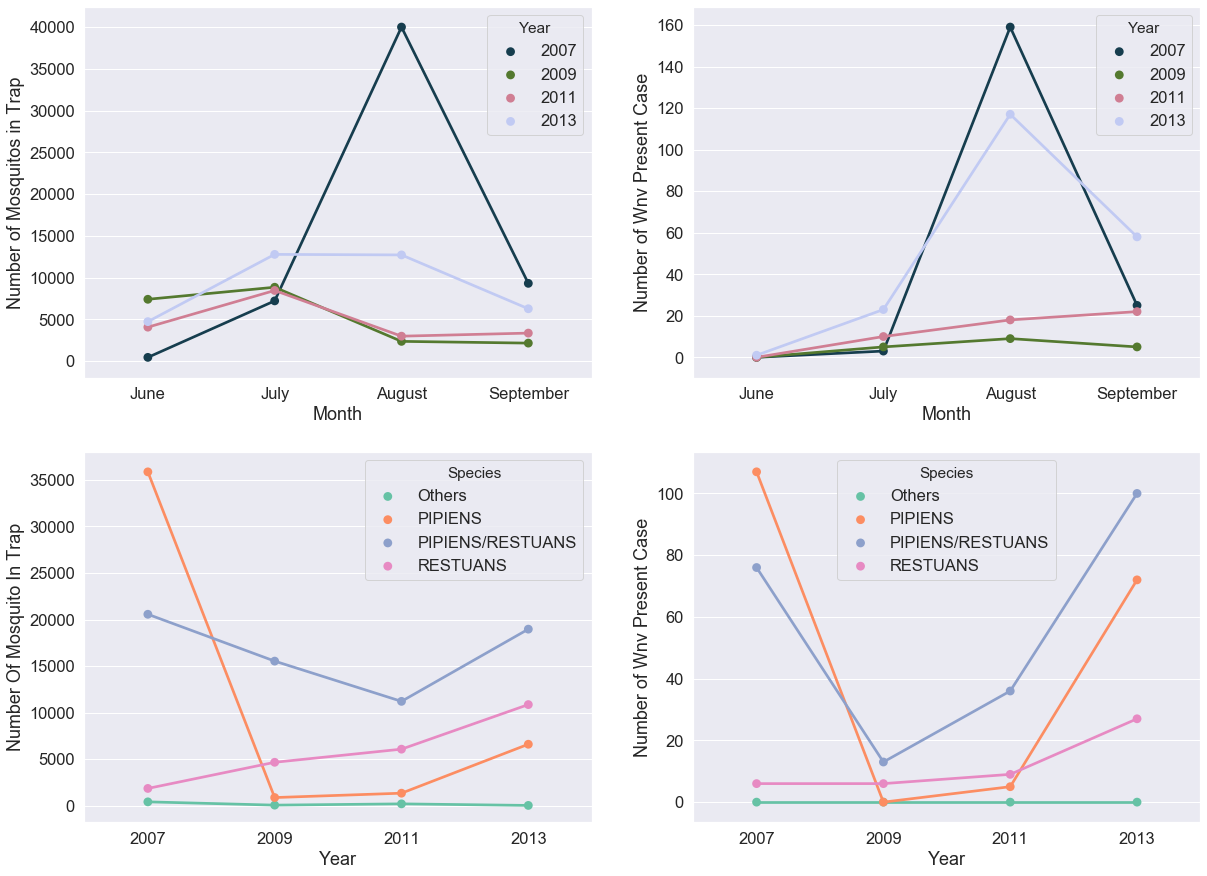 Number of Mosquitos in Trap
40000
35000
30000
25000
20000
15000
10000
5000
0
Year
2007
2009
2011
2013
June July August September
Month
Number of Wnv Present Case
160
140
120
100
80
60
40
20
0
Year
2007
2009
2011
2013
June July August September
Month
Number Of Mosquito In Trap
35000
30000
25000
20000
15000
10000
5000
0
Species
Others
PIPIENS
PIPIENS/RESTUANS
RESTUANS
2007 2009 2011 2013
Year
Number of Wnv Present Case
100
80
60
40
20
0
Species
Others
PIPIENS
PIPIENS/RESTUANS
RESTUANS
2007 2009 2011 2013
Year